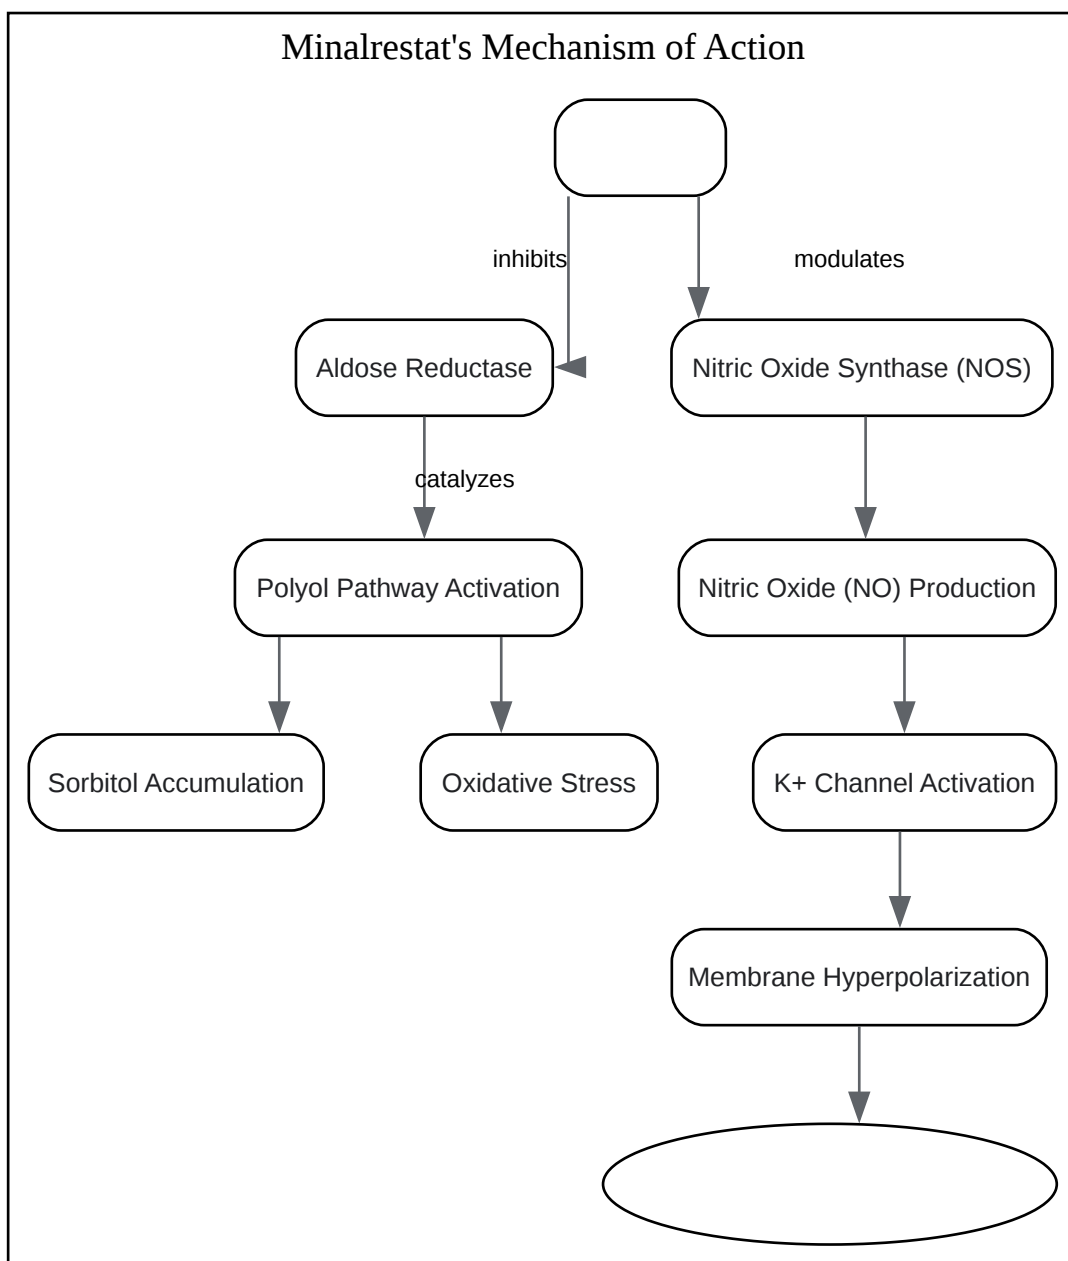 Minalrestat's Mechanism of Action
inhibits
modulates
Aldose Reductase
Nitric Oxide Synthase (NOS)
catalyzes
Polyol Pathway Activation
Nitric Oxide (NO) Production
Sorbitol Accumulation
Oxidative Stress
K+ Channel Activation
Membrane Hyperpolarization